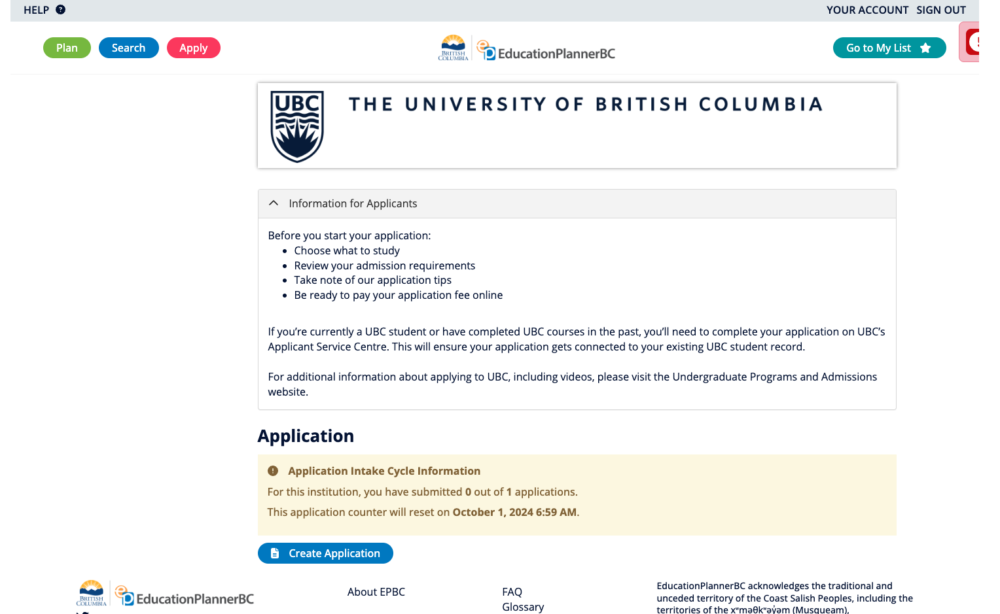 HELP
YOUR ACCOUNT SIGN OUT
Plan Search Apply
BRITISH
COLUMBIA
EducationPlannerBC
Go to My List
UBC
THE UNIVERSITY OF BRITISH COLUMBIA
Information for Applicants
Before you start your application:
• Choose what to study
• Review your admission requirements
• Take note of our application tips
• Be ready to pay your application fee online
If you’re currently a UBC student or have completed UBC courses in the past, you’ll need to complete your application on UBC’s
Applicant Service Centre. This will ensure your application gets connected to your existing UBC student record.
For additional information about applying to UBC, including videos, please visit the Undergraduate Programs and Admissions
website.
Application
Application Intake Cycle Information
For this institution, you have submitted 0 out of 1 applications.
This application counter will reset on October 1, 2024 6:59 AM.
Create Application
BRITISH
COLUMBIA
EducationPlannerBC
About EPBC
FAQ
Glossary
EducationPlannerBC acknowledges the traditional and
unceded territory of the Coast Salish Peoples, including the
territories of the xʷməθkʷəy̓əm (Musqueam),